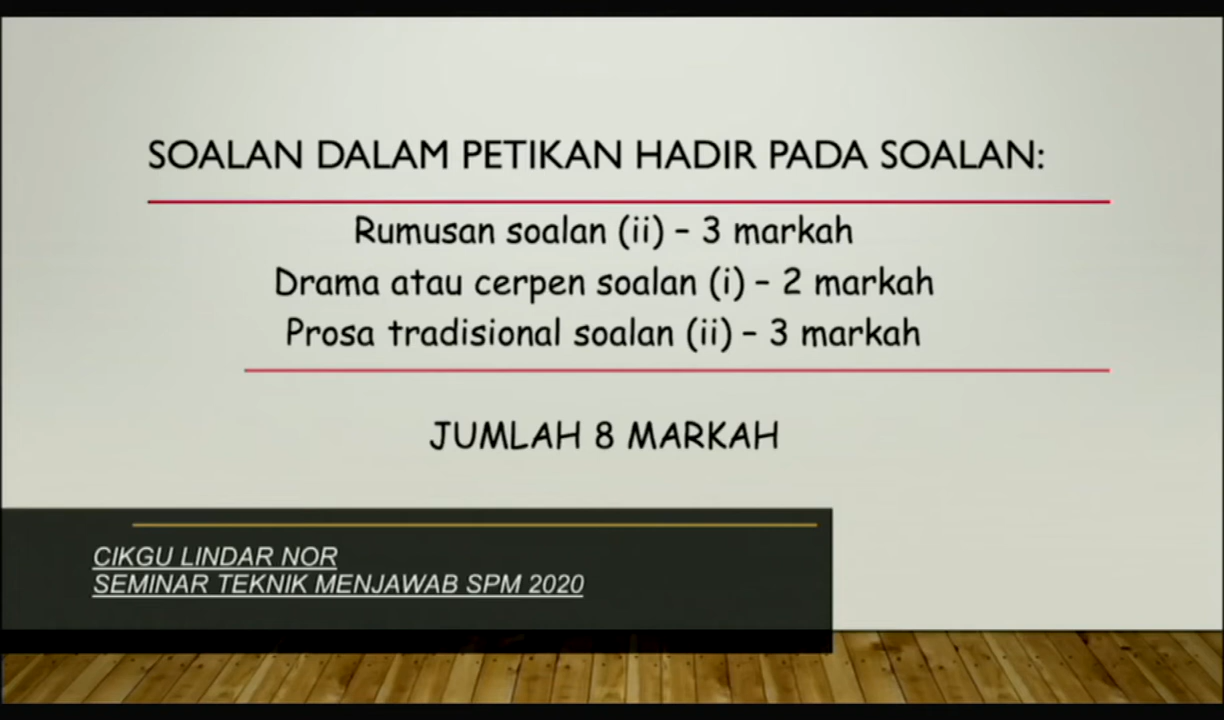 SOALAN DALAM PETIKAN HADIR PADA SOALAN:
Rumusan soalan (ii) – 3 markah
Drama atau cerpen soalan (i) – 2 markah
Prosa tradisional soalan (ii) – 3 markah
JUMLAH 8 MARKAH
CIKGU LINDAR NOR
SEMINAR TEKNIK MENJAWAB SPM 2020